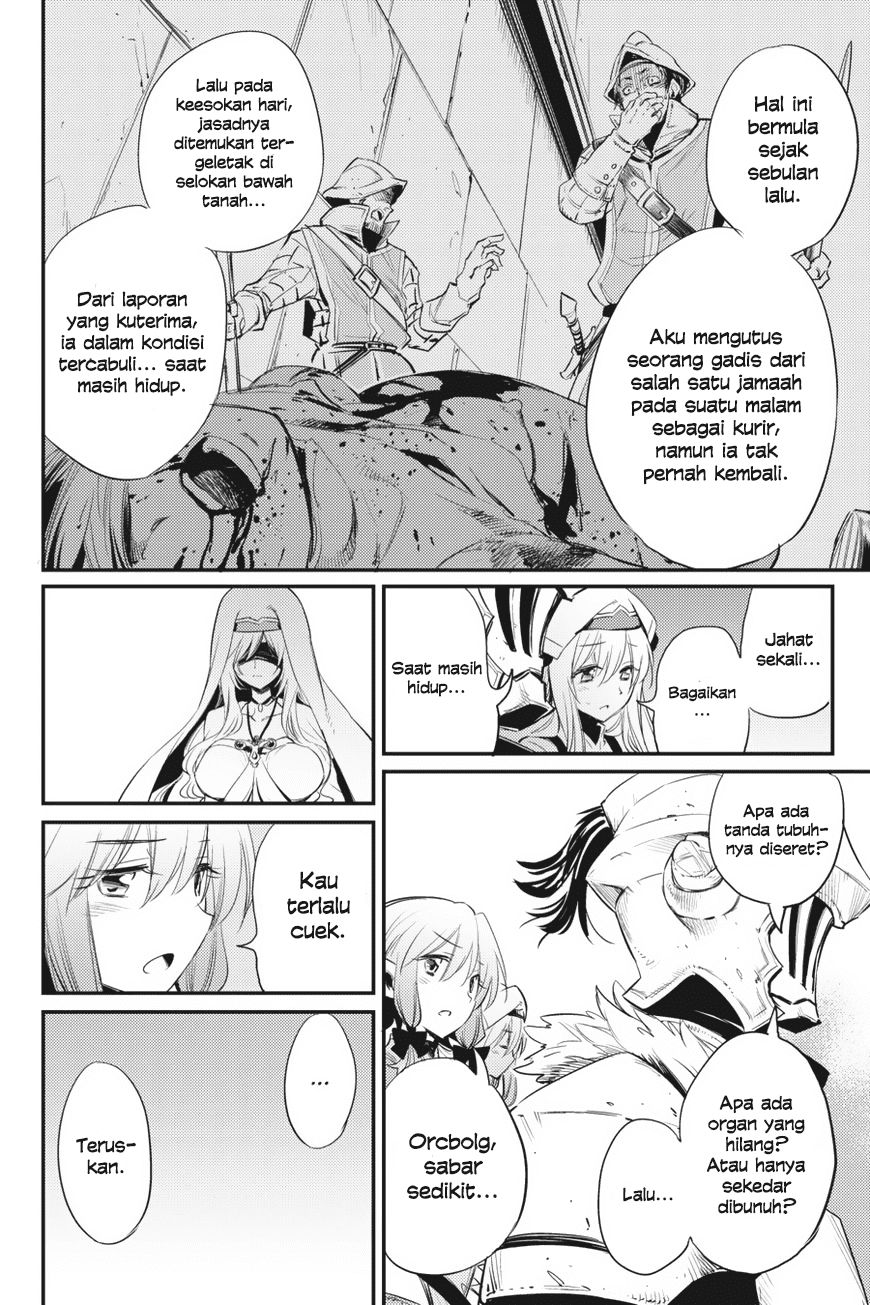 Hal ini
bermula
sejak
sebulan
lalu.
Aku mengutus
seorang gadis dari
salah satu jamaah
pada suatu malam
sebagai kurir,
namun ia tak
pernah kembali.
Lalu pada
keesokan hari,
jasadnya
ditemukan ter-
geletak di
selokan bawah
tanah...
Dari laporan
yang kuterima,
ia dalam kondisi
tercabuli... saat
masih hidup.
Jahat
sekali...
Bagaikan
...
Saat masih
hidup...
Apa ada
tanda tubuh-
nya diseret?
Apa ada
organ yang
hilang?
Atau hanya
sekedar
dibunuh?
Lalu...
Orcbolg,
sabar
sedikit...
Kau
terlalu
cuek.
...
Terus-
kan.